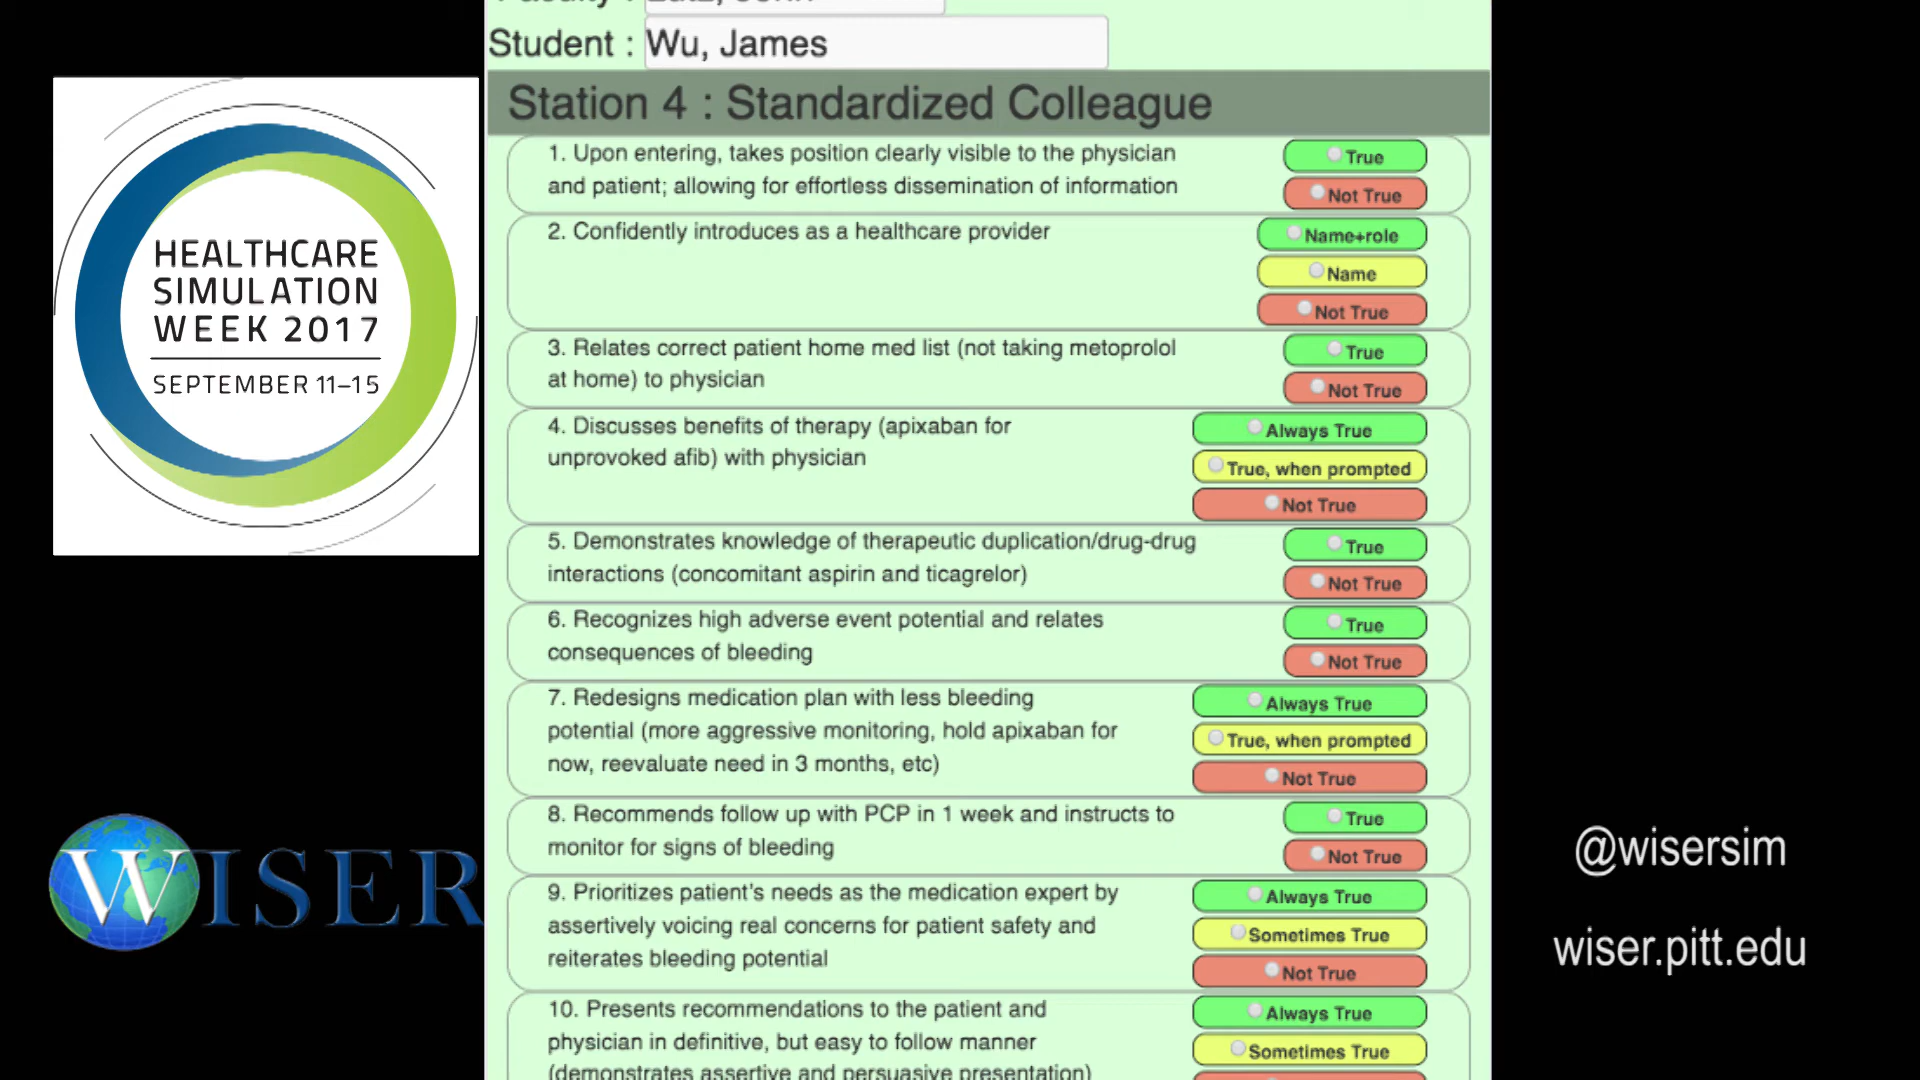 Faculty :
Student : Wu, James
Station 4 : Standardized Colleague
1. Upon entering, takes position clearly visible to the physician
and patient; allowing for effortless dissemination of information
True
Not True
2. Confidently introduces as a healthcare provider
Name+role
Name
Not True
3. Relates correct patient home med list (not taking metoprolol
at home) to physician
True
Not True
4. Discusses benefits of therapy (apixaban for
unprovoked afib) with physician
Always True
True, when prompted
Not True
5. Demonstrates knowledge of therapeutic duplication/drug-drug
interactions (concomitant aspirin and ticagrelor)
True
Not True
6. Recognizes high adverse event potential and relates
consequences of bleeding
True
Not True
7. Redesigns medication plan with less bleeding
potential (more aggressive monitoring, hold apixaban for
now, reevaluate need in 3 months, etc)
Always True
True, when prompted
Not True
8. Recommends follow up with PCP in 1 week and instructs to
monitor for signs of bleeding
True
Not True
9. Prioritizes patient's needs as the medication expert by
assertively voicing real concerns for patient safety and
reiterates bleeding potential
Always True
Sometimes True
Not True
10. Presents recommendations to the patient and
physician in definitive, but easy to follow manner
(demonstrates assertive and persuasive presentation)
Always True
Sometimes True
HEALTHCARE
SIMULATION
WEEK 2017
SEPTEMBER 11–15
WISER
@wisersim
wiser.pitt.edu